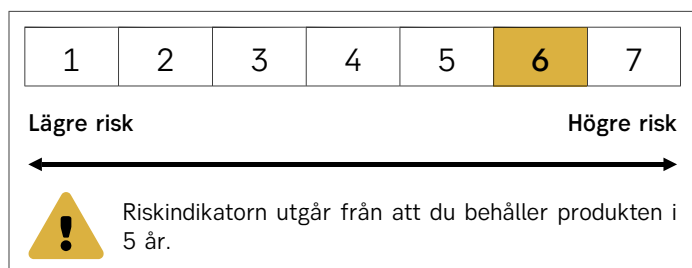 1 2 3 4 5 6 7
Lägre risk Högre risk
Riskindikatorn utgår från att du behåller produkten i
5 år.